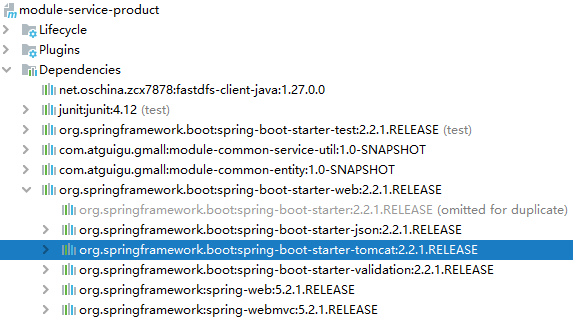 module-service-product
Lifecycle
Plugins
Dependencies
net.oschina.zcx7878:fastdfs-client-java:1.27.0.0
junit:junit:4.12 (test)
org.springframework.boot:spring-boot-starter-test:2.2.1.RELEASE (test)
com.atguigu.gmall:module-common-service-util:1.0-SNAPSHOT
com.atguigu.gmall:module-common-entity:1.0-SNAPSHOT
org.springframework.boot:spring-boot-starter-web:2.2.1.RELEASE
org.springframework.boot:spring-boot-starter:2.2.1.RELEASE (omitted for duplicate)
org.springframework.boot:spring-boot-starter-json:2.2.1.RELEASE
org.springframework.boot:spring-boot-starter-tomcat:2.2.1.RELEASE
org.springframework.boot:spring-boot-starter-validation:2.2.1.RELEASE
org.springframework:spring-web:5.2.1.RELEASE
org.springframework:spring-webmvc:5.2.1.RELEASE